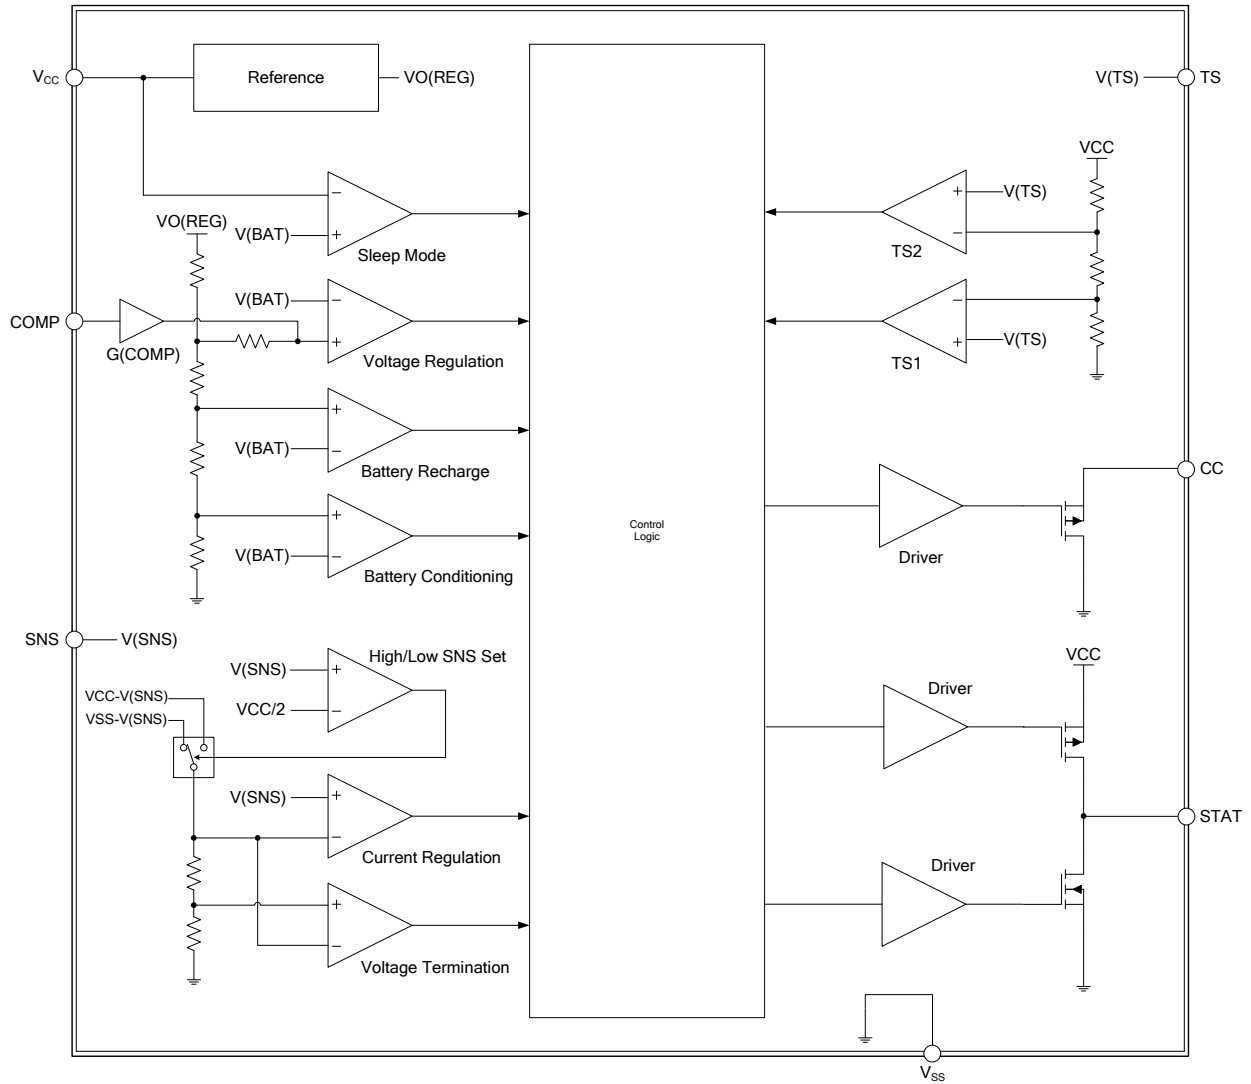 VCC
Reference
VO(REG)
V(TS)
TS
VCC
−
V(BAT)
+
Sleep Mode
VO(REG)
+
V(TS)
−
TS2
V(BAT)
−
COMP
G(COMP)
+
Voltage Regulation
−
+
V(TS)
TS1
+
V(BAT)
−
Battery Recharge
CC
Driver
+
V(BAT)
−
Battery Conditioning
Control
Logic
SNS
V(SNS)
High/Low SNS Set
V(SNS)
+
VCC/2
−
VCC-V(SNS)
VSS-V(SNS)
VCC
Driver
V(SNS)
+
−
Current Regulation
STAT
Driver
+
−
Voltage Termination
VSS